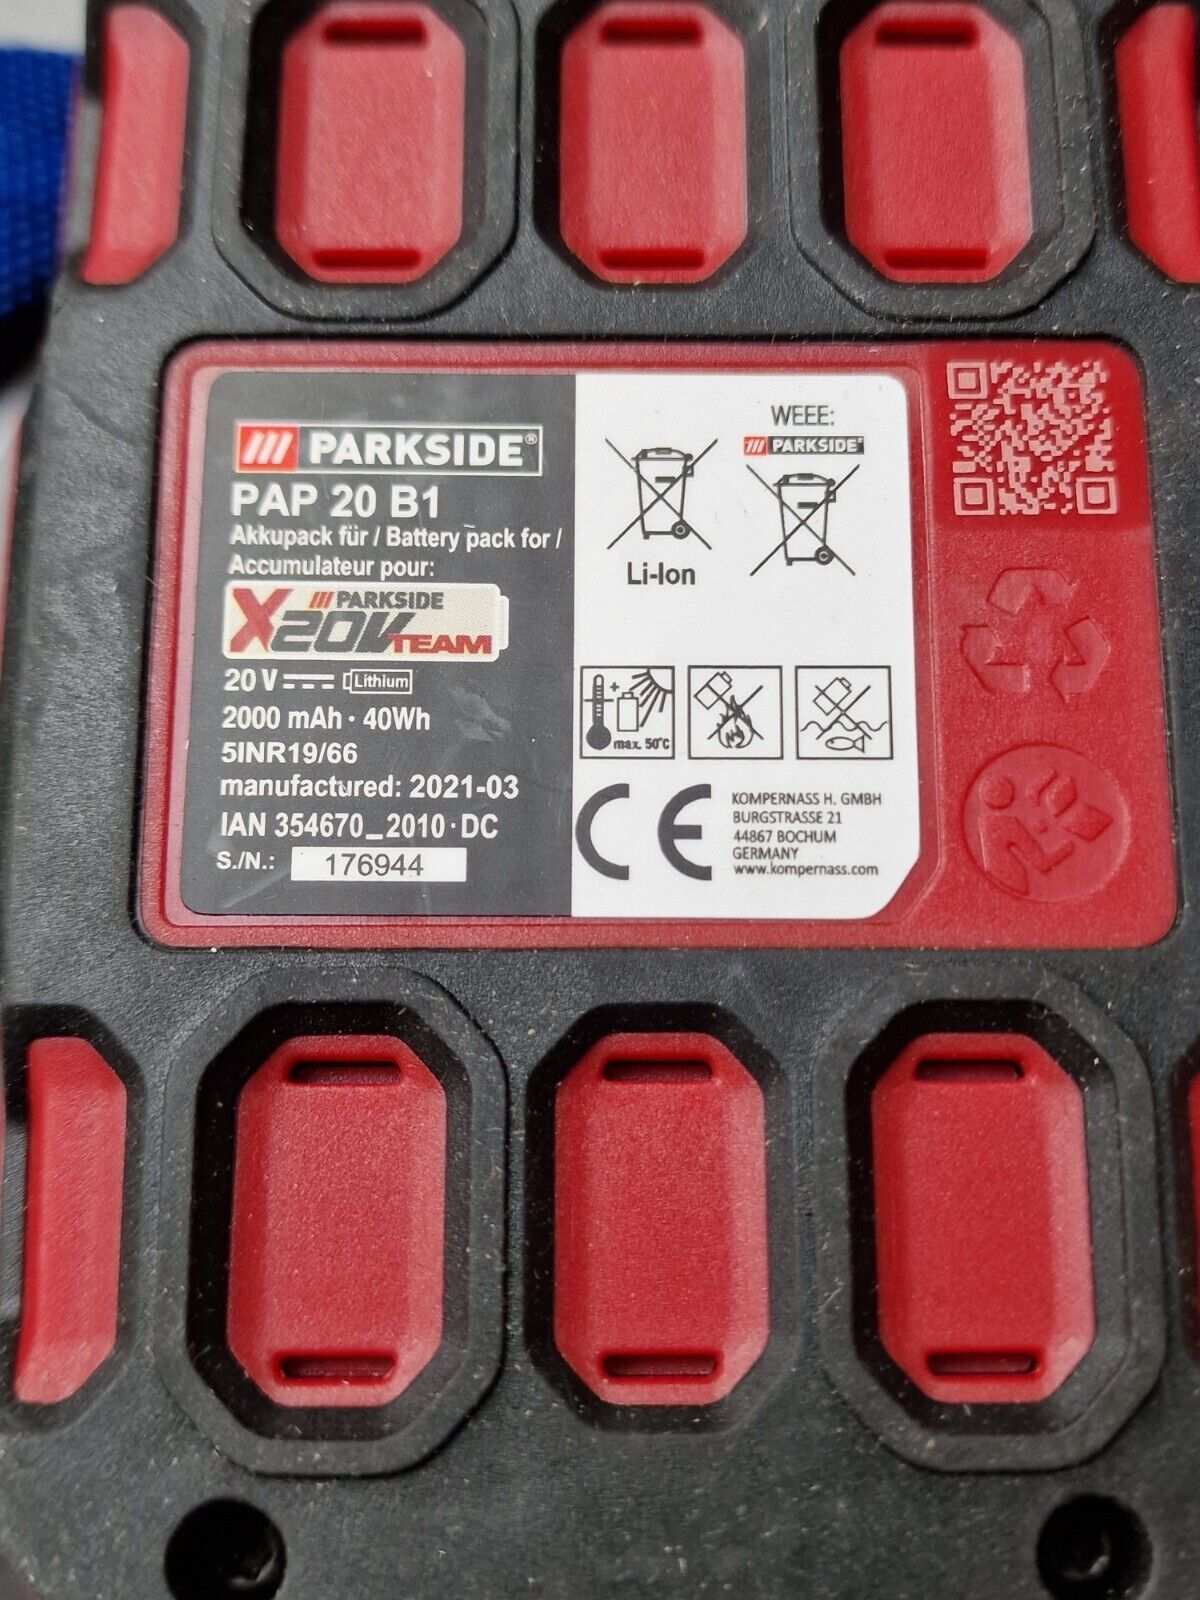 PARKSIDE®
PAP 20 B1
Akkupack für / Battery pack for /
Accumulateur pour:
PARKSIDE
X20V TEAM
20 V Lithium
2000 mAh · 40Wh
5INR19/66
manufactured: 2021-03
IAN 354670_2010 · DC
S./N.: 176944
WEEE:
PARKSIDE®
Li-Ion
+
max. 50°C
CE
KOMPERNASS H. GMBH
BURGSTRASSE 21
44867 BOCHUM
GERMANY
www.kompernass.com